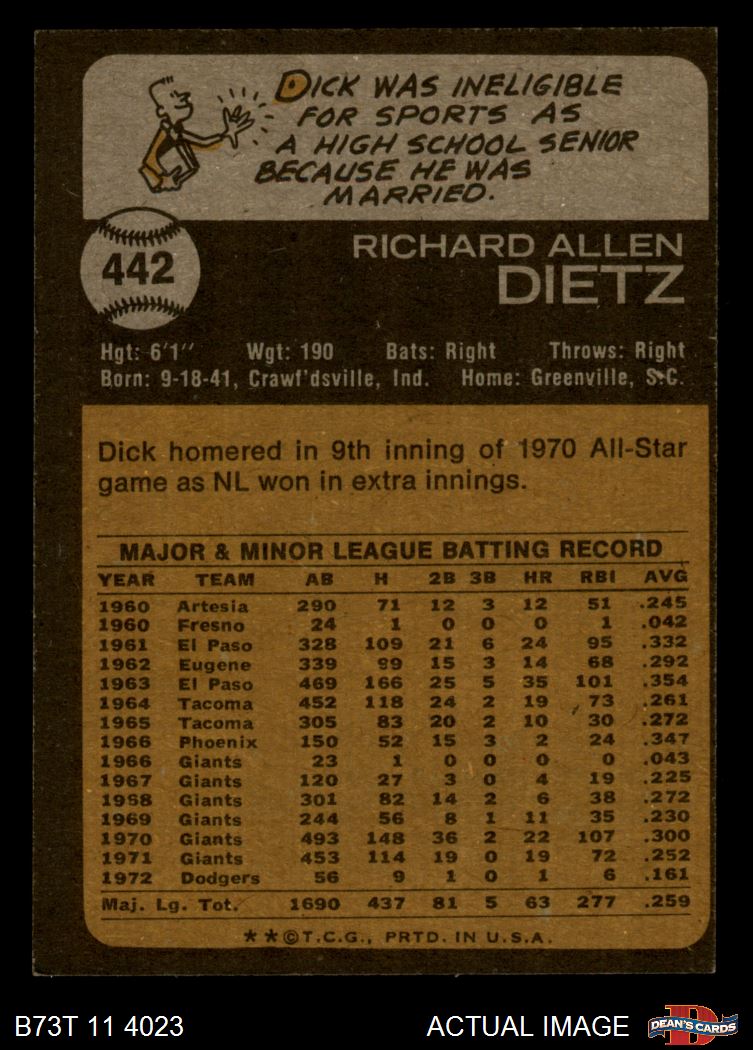 DICK WAS INELIGIBLE
FOR SPORTS AS
A HIGH SCHOOL SENIOR
BECAUSE HE WAS
MARRIED.
442
RICHARD ALLEN
DIETZ
Hgt: 6'1" Wgt: 190 Bats: Right Throws: Right
Born: 9-18-41, Crawf'dsville, Ind. Home: Greenville, S.C.
Dick homered in 9th inning of 1970 All-Star
game as NL won in extra innings.
MAJOR & MINOR LEAGUE BATTING RECORD
YEAR TEAM AB H 2B 3B HR RBI AVG
1960 Artesia 290 71 12 3 12 51 .245
1960 Fresno 24 1 0 0 0 1 .042
1961 El Paso 328 109 21 6 24 95 .332
1962 Eugene 339 99 15 3 14 68 .292
1963 El Paso 469 166 25 5 35 101 .354
1964 Tacoma 452 118 24 2 19 73 .261
1965 Tacoma 305 83 20 2 10 30 .272
1966 Phoenix 150 52 15 3 2 24 .347
1966 Giants 23 1 0 0 0 0 .043
1967 Giants 120 27 3 0 4 19 .225
1968 Giants 301 82 14 2 6 38 .272
1969 Giants 244 56 8 1 11 35 .230
1970 Giants 493 148 36 2 22 107 .300
1971 Giants 453 114 19 0 19 72 .252
1972 Dodgers 56 9 1 0 1 6 .161
Maj. Lg. Tot. 1690 437 81 5 63 277 .259
**©T.C.G., PRTD. IN U.S.A.
B73T 11 4023 ACTUAL IMAGE D DEAN'S CARDS